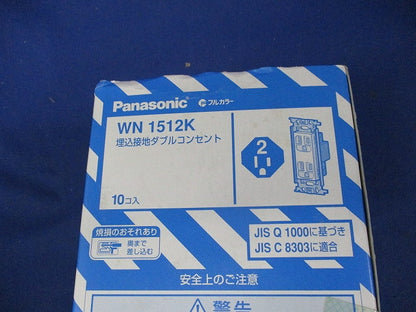 Panasonic フルカラー
WN 1512K
埋込接地ダブルコンセント
2
10コ入
焼損のおそれあり
奥まで
差し込む
JIS Q 1000に基づき
JIS C 8303に適合
安全上のご注意
警告